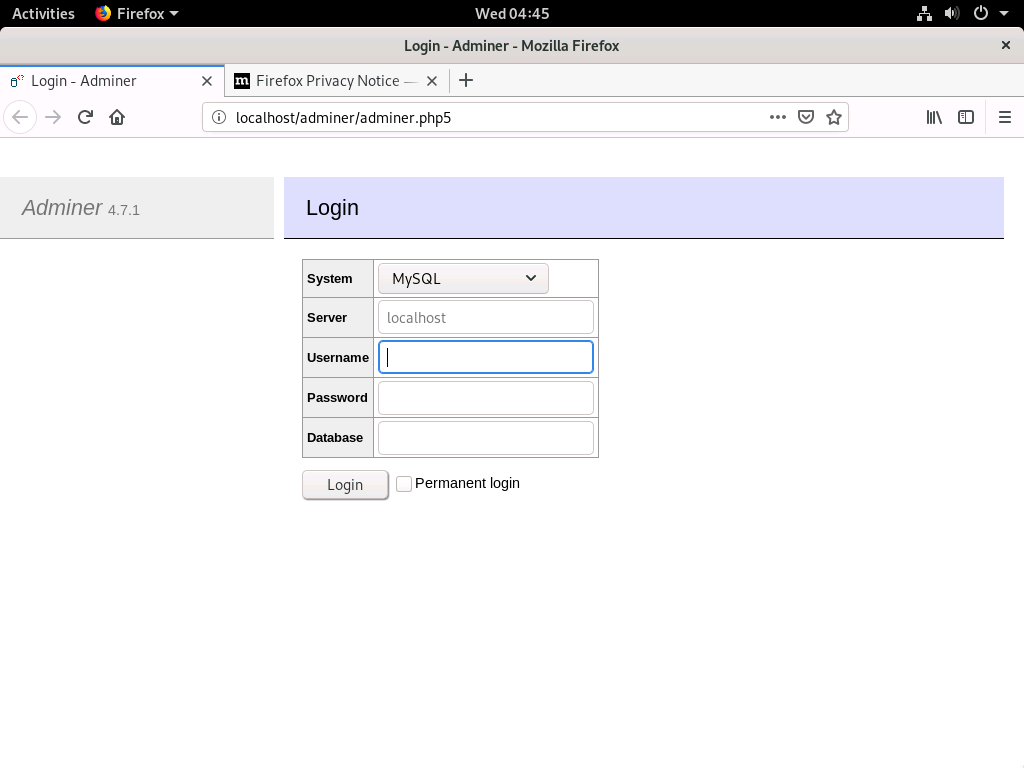 Activities Firefox Wed 04:45
Login - Adminer - Mozilla Firefox
Login - Adminer Firefox Privacy Notice —
localhost/adminer/adminer.php5
Adminer 4.7.1
Login
System MySQL
Server localhost
Username
Password
Database
Login Permanent login